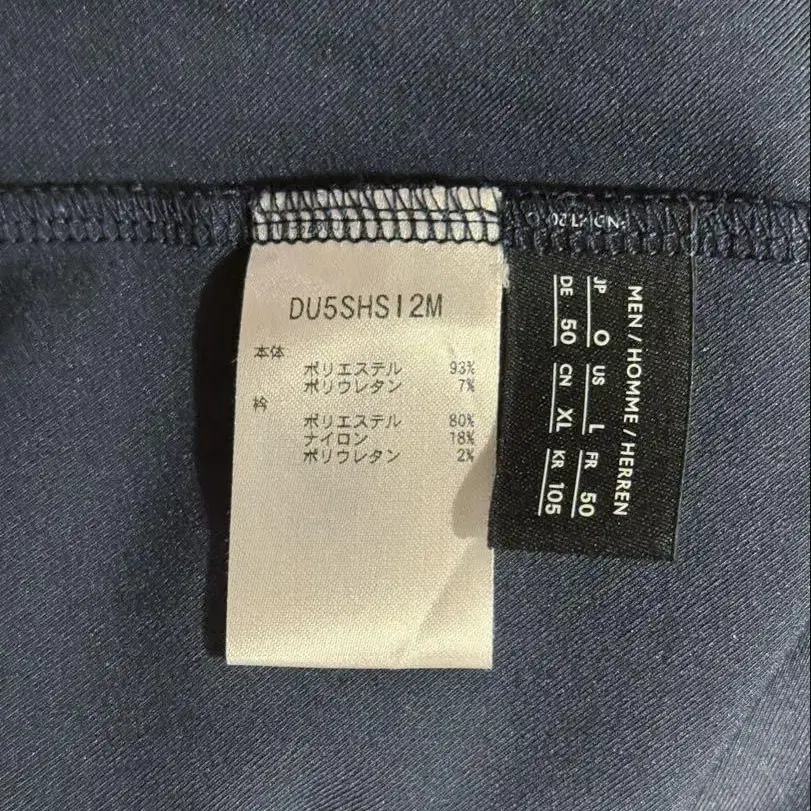 DU5SHSI2M
本体
ポリエステル 93%
ポリウレタン 7%
衿
ポリエステル 80%
ナイロン 18%
ポリウレタン 2%
MEN / HOMME / HERREN
JP O US L FR 50
DE 50 CN XL KR 105